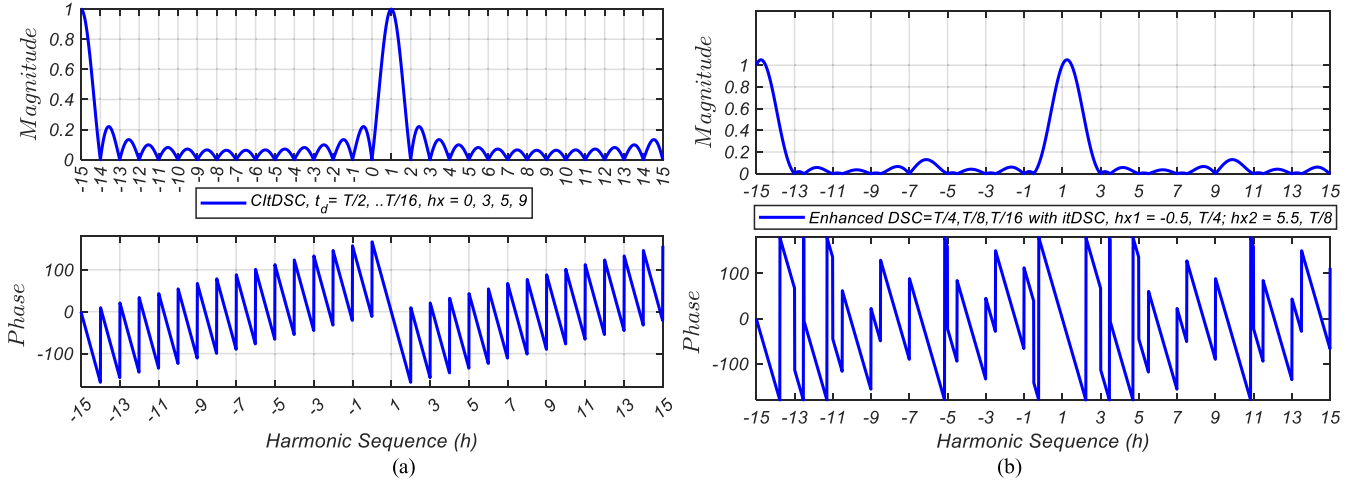 1
0.8
0.6
0.4
0.2
0
Magnitude
-15 -14 -13 -12 -11 -10 -9 -8 -7 -6 -5 -4 -3 -2 -1 0 1 2 3 4 5 6 7 8 9 10 11 12 13 14 15
CItDSC, t_d= T/2, ..T/16, hx = 0, 3, 5, 9
100
0
-100
Phase
-15 -13 -11 -9 -7 -5 -3 -1 1 3 5 7 9 11 13 15
Harmonic Sequence (h)
(a)
1
0.8
0.6
0.4
0.2
0
Magnitude
-15 -13 -11 -9 -7 -5 -3 -1 1 3 5 7 9 11 13 15
Enhanced DSC=T/4,T/8,T/16 with itDSC, hx1 = -0.5, T/4; hx2 = 5.5, T/8
100
0
-100
Phase
-15 -13 -11 -9 -7 -5 -3 -1 1 3 5 7 9 11 13 15
Harmonic Sequence (h)
(b)